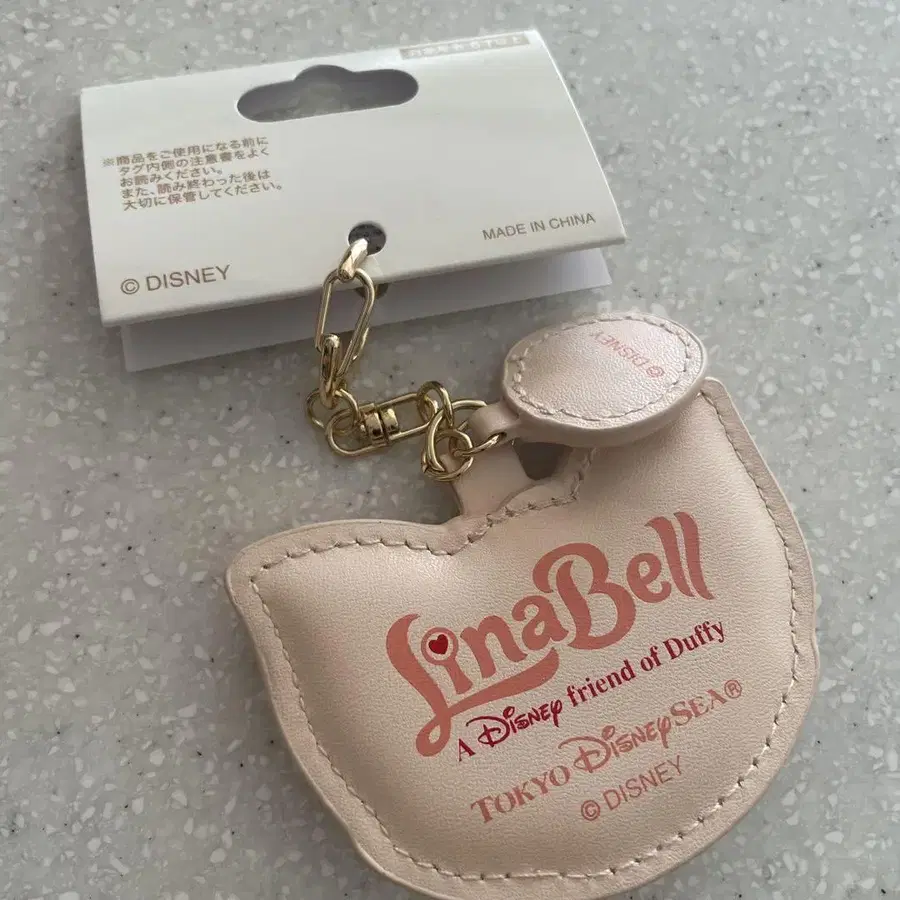 ※商品をご使用になる前に
タグ内側の注意書をよく
お読みください。
また、読み終わった後は
大切に保管してください。
MADE IN CHINA
© DISNEY
© DISNEY
LinaBell
A Disney friend of Duffy
TOKYO DISNEYSEA®
© DISNEY